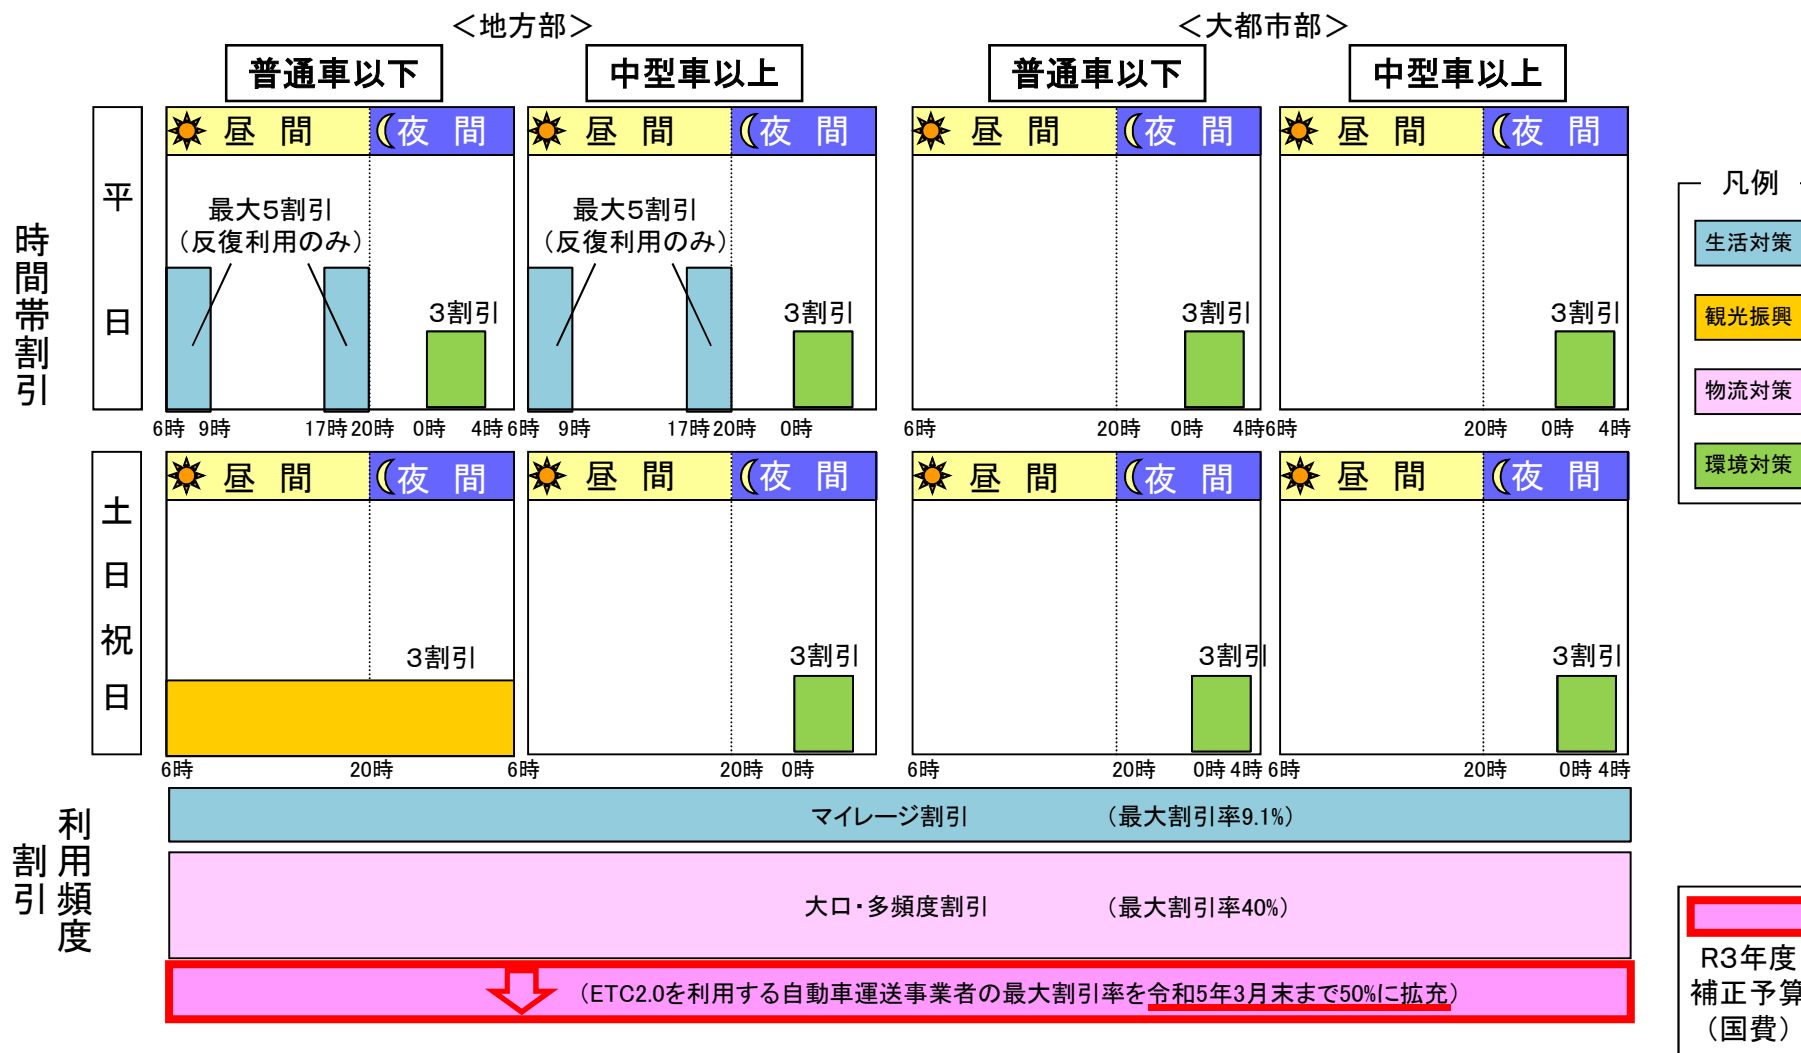 ＜地方部＞
＜大都市部＞
普通車以下
中型車以上
普通車以下
中型車以上
時間帯割引
平日
昼間
夜間
昼間
夜間
昼間
夜間
昼間
夜間
最大5割引
（反復利用のみ）
最大5割引
（反復利用のみ）
3割引
3割引
3割引
3割引
6時 9時 17時 20時 0時 4時
6時 9時 17時 20時 0時
6時 20時 0時 4時
6時 20時 0時 4時
土日祝日
昼間
夜間
昼間
夜間
昼間
夜間
昼間
夜間
3割引
3割引
3割引
3割引
6時 20時
6時 20時 0時
6時 20時 0時 4時
6時 20時 0時 4時
利用頻度
割引
マイレージ割引 （最大割引率9.1%）
大口・多頻度割引 （最大割引率40%）
（ETC2.0を利用する自動車運送事業者の最大割引率を令和5年3月末まで50%に拡充）
凡例
生活対策
観光振興
物流対策
環境対策
R3年度
補正予算
（国費）